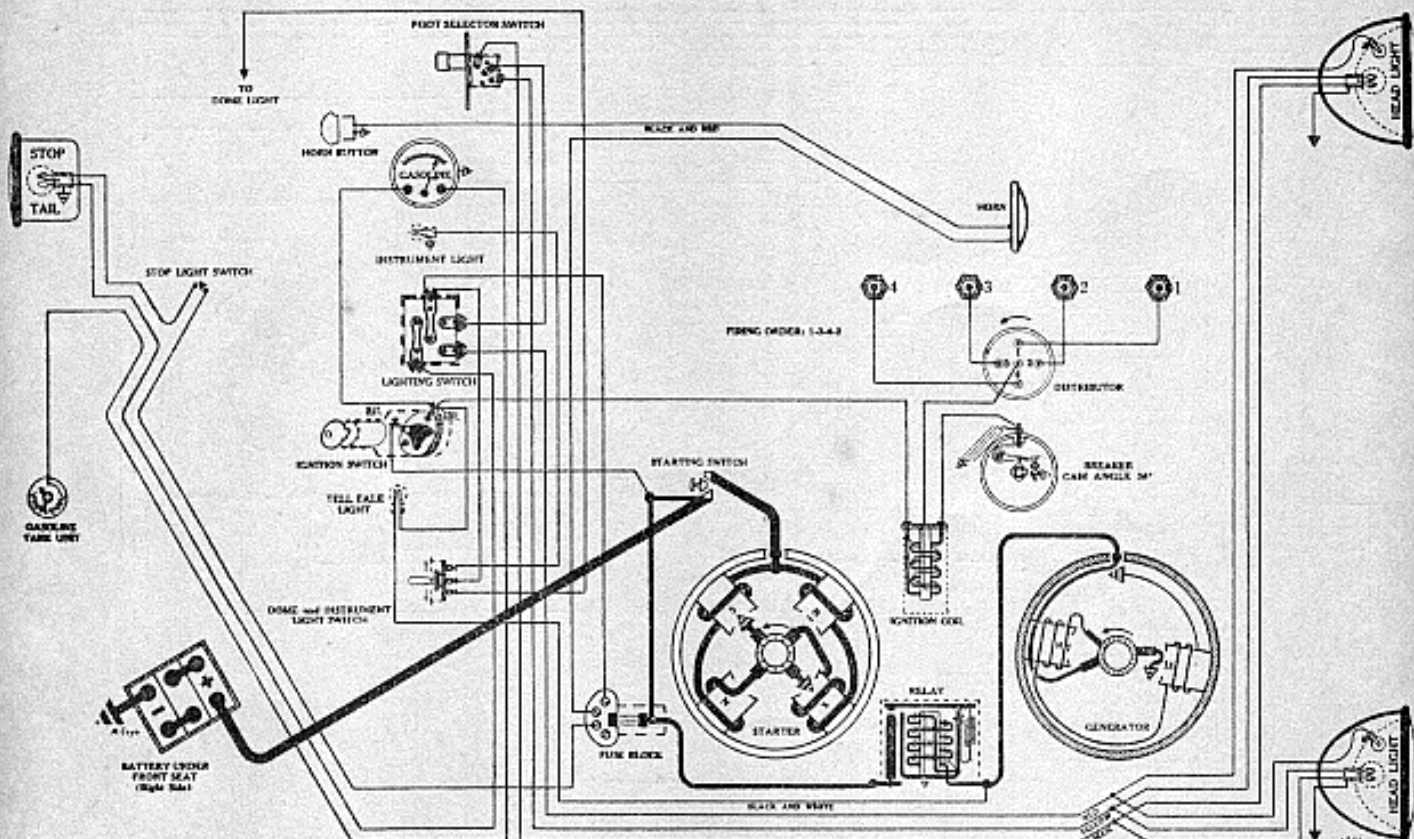 FOOT SELECTOR SWITCH
TO
DOME LIGHT
HEAD LIGHT
BLACK AND RED
HORN BUTTON
STOP
TAIL
GASOLINE
HORN
INSTRUMENT LIGHT
STOP LIGHT SWITCH
4
3
2
1
FIRING ORDER: 1-3-4-2
LIGHTING SWITCH
DISTRIBUTOR
IGNITION SWITCH
STARTING SWITCH
BREAKER
CAM ANGLE
TELL TALE
LIGHT
GASOLINE
TANK UNIT
DOME and INSTRUMENT
LIGHT SWITCH
IGNITION COIL
+
RELAY
STARTER
GENERATOR
FUSE BLOCK
BATTERY UNDER
FRONT SEAT
(Right Side)
BLACK AND WHITE
HEAD LIGHT